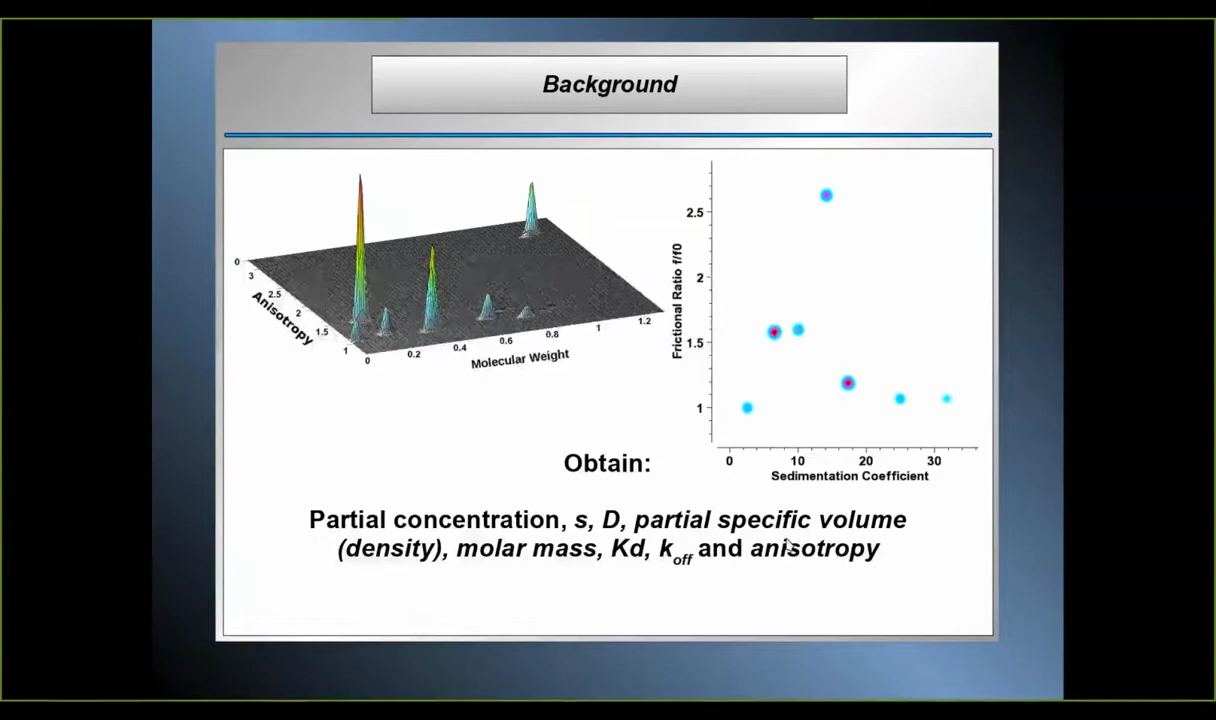 Background
0
3
2.5
2
1.5
1
Anisotropy
0
0.2
0.4
0.6
0.8
1
1.2
Molecular Weight
2.5
2
1.5
1
Frictional Ratio f/f0
0 10 20 30
Sedimentation Coefficient
Obtain:
Partial concentration, s, D, partial specific volume
(density), molar mass, Kd, koff and anisotropy